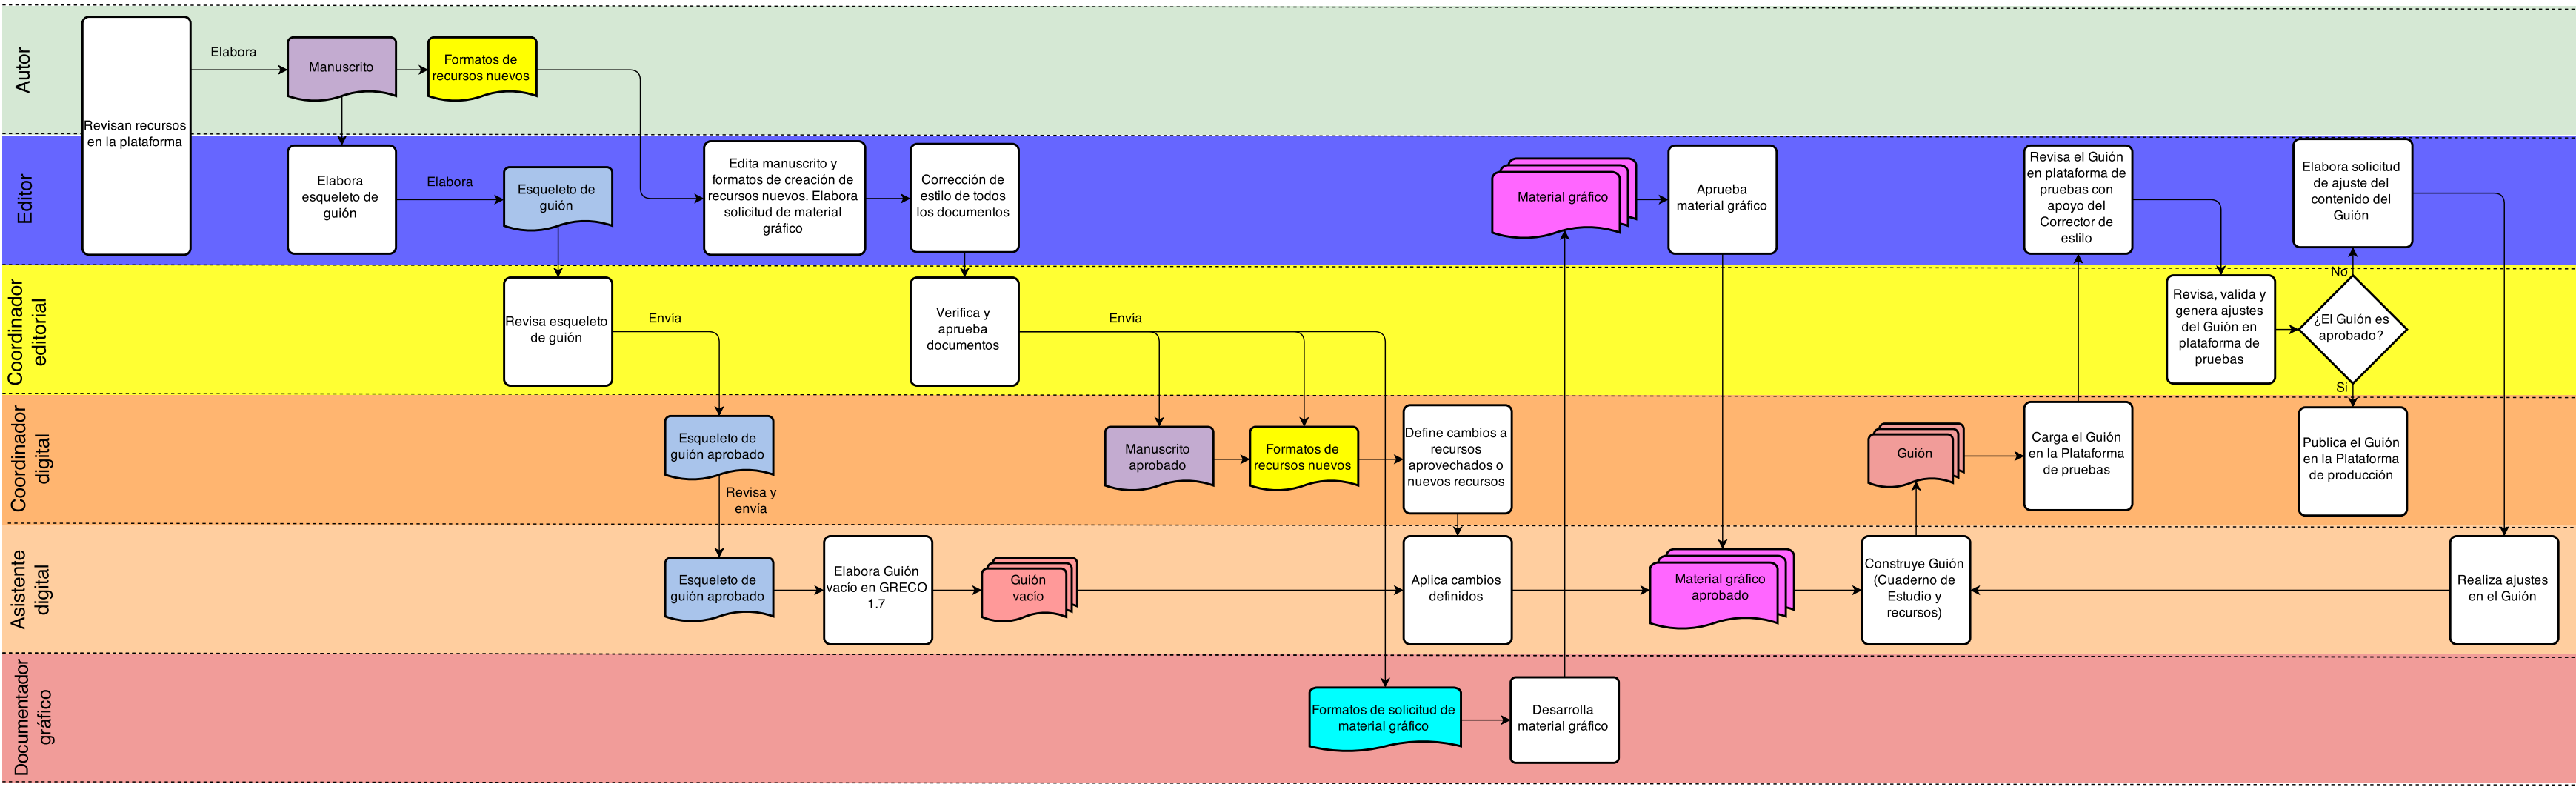 Autor
Revisan recursos
en la plataforma
Elabora
Manuscrito
Formatos de
recursos nuevos
Editor
Elabora
esqueleto de
guión
Elabora
Esqueleto de
guión
Edita manuscrito y
formatos de creación de
recursos nuevos. Elabora
solicitud de material
gráfico
Corrección de
estilo de todos
los documentos
Material gráfico
Aprueba
material gráfico
Revisa el Guión
en plataforma de
pruebas con
apoyo del
Corrector de
estilo
Elabora solicitud
de ajuste del
contenido del
Guión
Coordinador
editorial
Revisa esqueleto
de guión
Envía
Verifica y
aprueba
documentos
Envía
Revisa, valida y
genera ajustes
del Guión en
plataforma de
pruebas
No
¿El Guión es
aprobado?
Si
Coordinador
digital
Esqueleto de
guión aprobado
Revisa y
envía
Manuscrito
aprobado
Formatos de
recursos nuevos
Define cambios a
recursos
aprovechados o
nuevos recursos
Guión
Carga el Guión
en la Plataforma
de pruebas
Publica el Guión
en la Plataforma
de producción
Asistente
digital
Esqueleto de
guión aprobado
Elabora Guión
vacío en GRECO
1.7
Guión
vacío
Aplica cambios
definidos
Material gráfico
aprobado
Construye Guión
(Cuaderno de
Estudio y
recursos)
Realiza ajustes
en el Guión
Documentador
gráfico
Formatos de solicitud de
material gráfico
Desarrolla
material gráfico